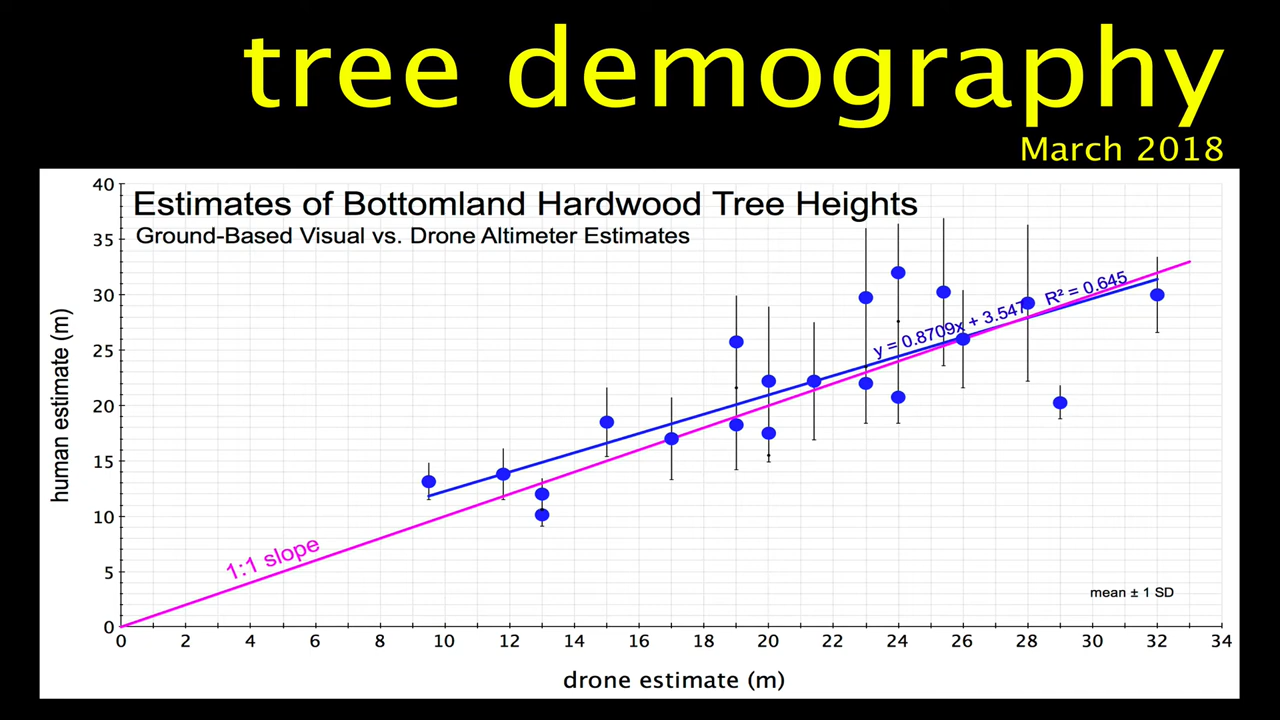 tree demography
March 2018
Estimates of Bottomland Hardwood Tree Heights
Ground-Based Visual vs. Drone Altimeter Estimates
40
35
30
25
20
15
10
5
0
human estimate (m)
y = 0.8709x + 3.547 R² = 0.645
1:1 slope
mean ± 1 SD
0 2 4 6 8 10 12 14 16 18 20 22 24 26 28 30 32 34
drone estimate (m)